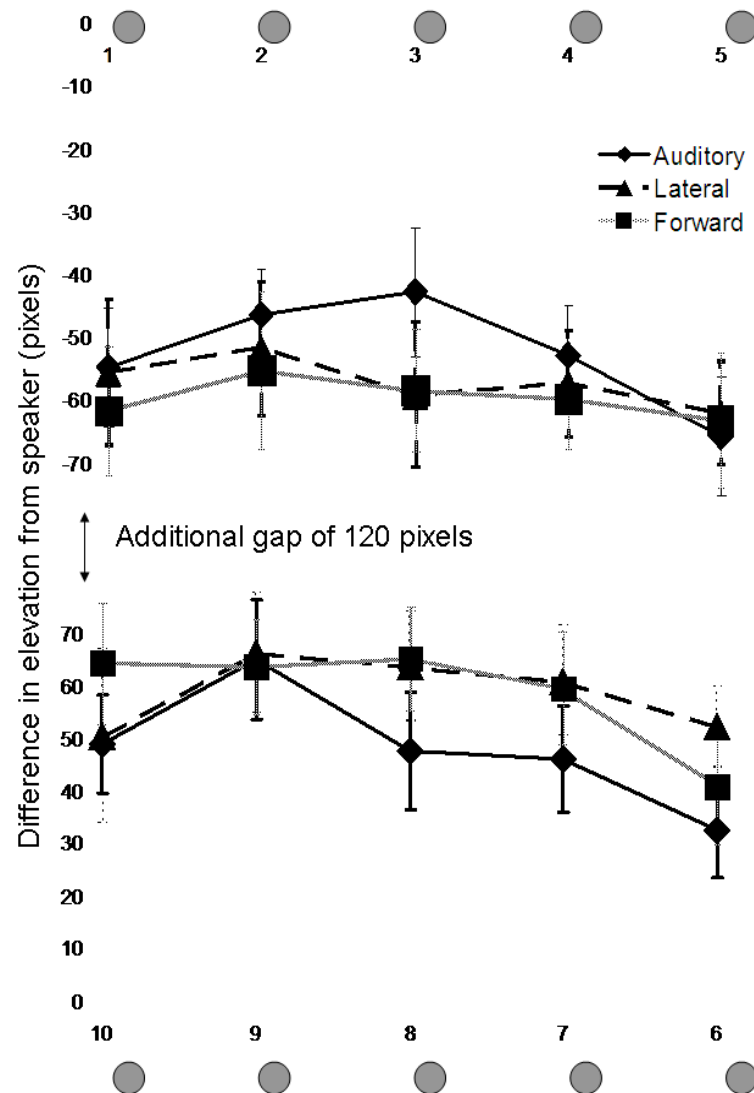 0
1 2 3 4 5
-10
-20
Auditory
Lateral
Forward
-30
-40
-50
-60
-70
Difference in elevation from speaker (pixels)
Additional gap of 120 pixels
70
60
50
40
30
20
10
0
10 9 8 7 6